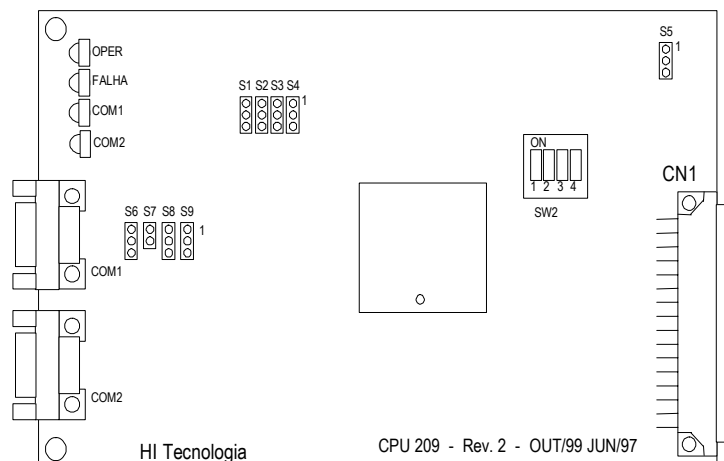 OPER
FALHA
COM1
COM2
S5
1
S1 S2 S3 S4
1
ON
1 2 3 4
SW2
CN1
S6 S7 S8 S9
1
COM1
COM2
HI Tecnologia
CPU 209 - Rev. 2 - OUT/99 JUN/97